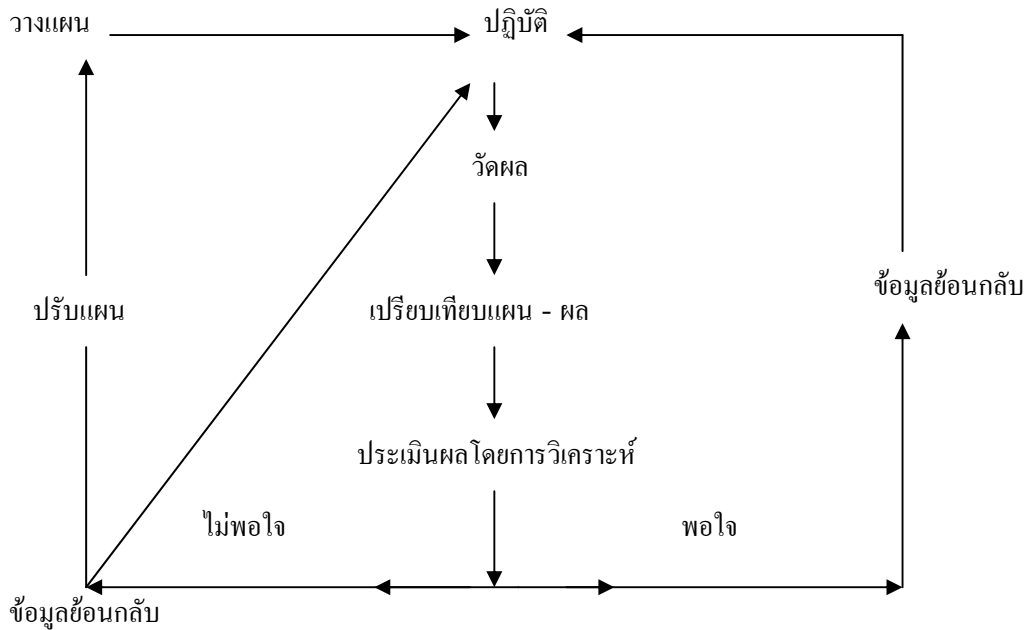 วางแผน ปฏิบัติ
วัดผล
ข้อมูลย้อนกลับ
ปรับแผน เปรียบเทียบแผน - ผล
ประเมินผลโดยการวิเคราะห์
ไม่พอใจ พอใจ
ข้อมูลย้อนกลับ